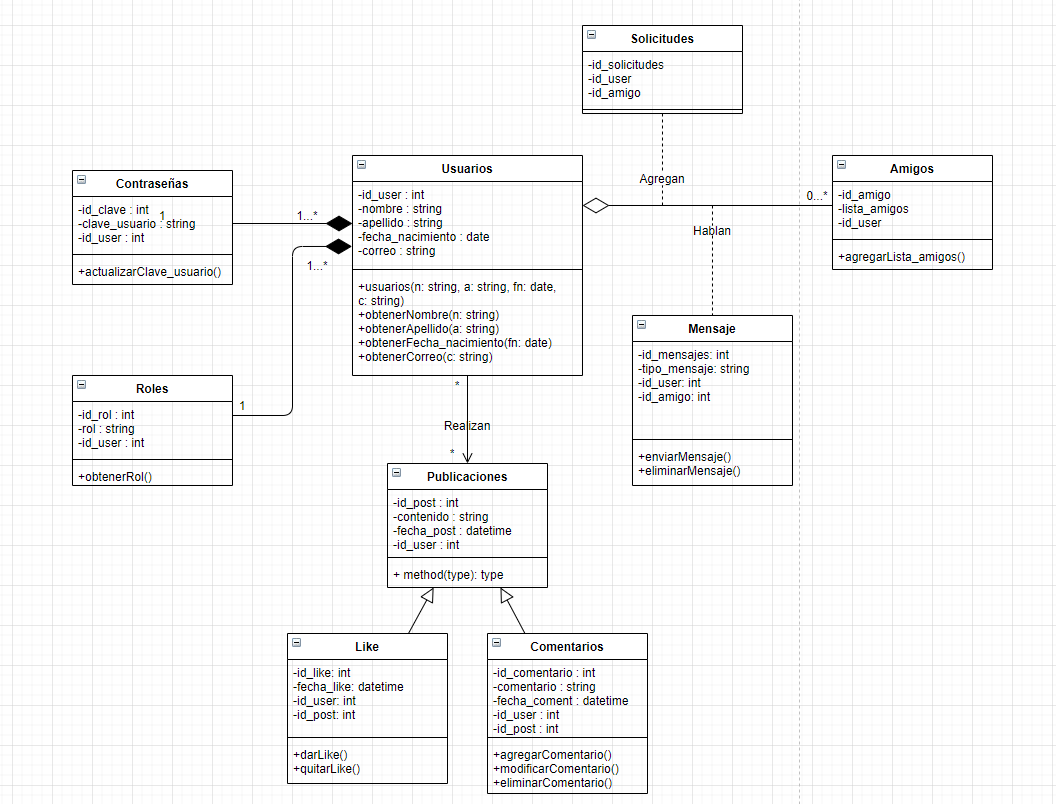 Solicitudes
-id_solicitudes
-id_user
-id_amigo
Agregan
Contraseñas
-id_clave : int
-clave_usuario : string
-id_user : int
+actualizarClave_usuario()
1
1...*
Usuarios
-id_user : int
-nombre : string
-apellido : string
-fecha_nacimiento : date
-correo : string
+usuarios(n: string, a: string, fn: date,
c: string)
+obtenerNombre(n: string)
+obtenerApellido(a: string)
+obtenerFecha_nacimiento(fn: date)
+obtenerCorreo(c: string)
0...*
Amigos
-id_amigo
-lista_amigos
-id_user
+agregarLista_amigos()
Hablan
1...*
Roles
-id_rol : int
-rol : string
-id_user : int
+obtenerRol()
1
Mensaje
-id_mensajes: int
-tipo_mensaje: string
-id_user: int
-id_amigo: int
+enviarMensaje()
+eliminarMensaje()
*
Realizan
*
Publicaciones
-id_post : int
-contenido : string
-fecha_post : datetime
-id_user : int
+ method(type): type
Like
-id_like: int
-fecha_like: datetime
-id_user: int
-id_post: int
+darLike()
+quitarLike()
Comentarios
-id_comentario : int
-comentario : string
-fecha_coment : datetime
-id_user : int
-id_post : int
+agregarComentario()
+modificarComentario()
+eliminarComentario()